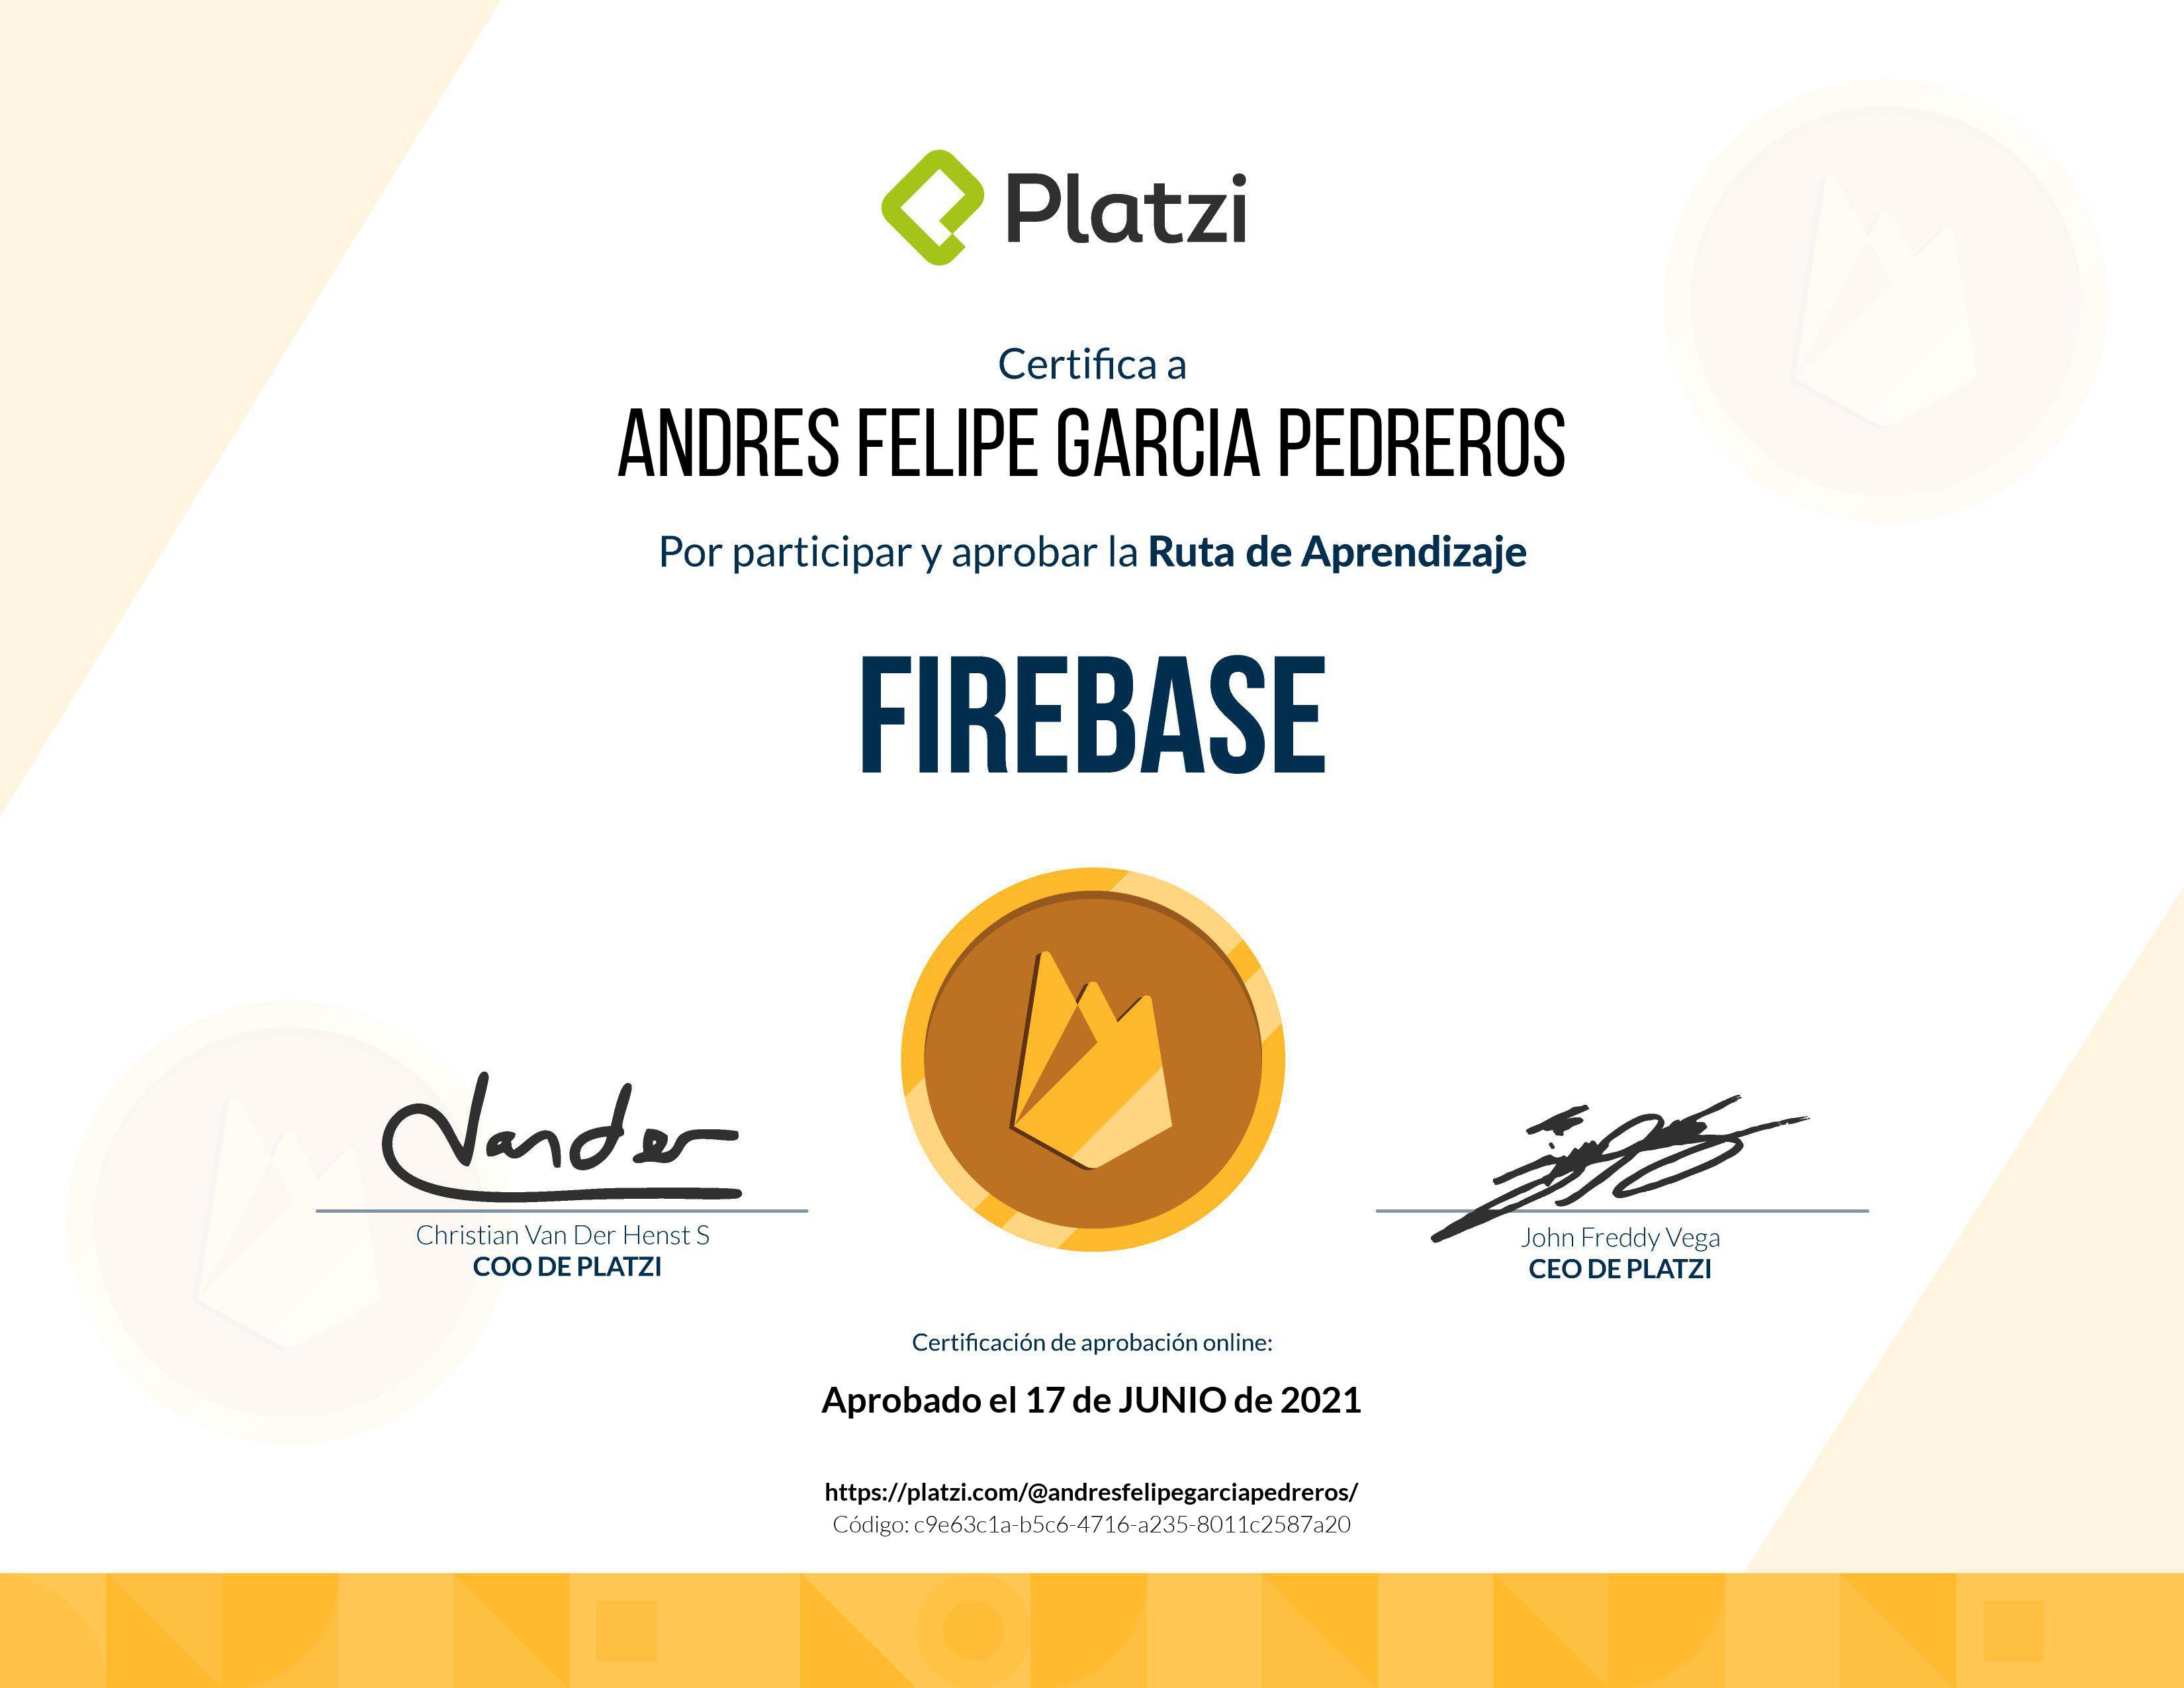 Platzi
Certifica a
ANDRES FELIPE GARCIA PEDREROS
Por participar y aprobar la Ruta de Aprendizaje
FIREBASE
Vander
Christian Van Der Henst S
COO DE PLATZI
John Freddy Vega
CEO DE PLATZI
Certificación de aprobación online:
Aprobado el 17 de JUNIO de 2021
https://platzi.com/@andresfelipegarciapedreros/
Código: c9e63c1a-b5c6-4716-a235-8011c2587a20